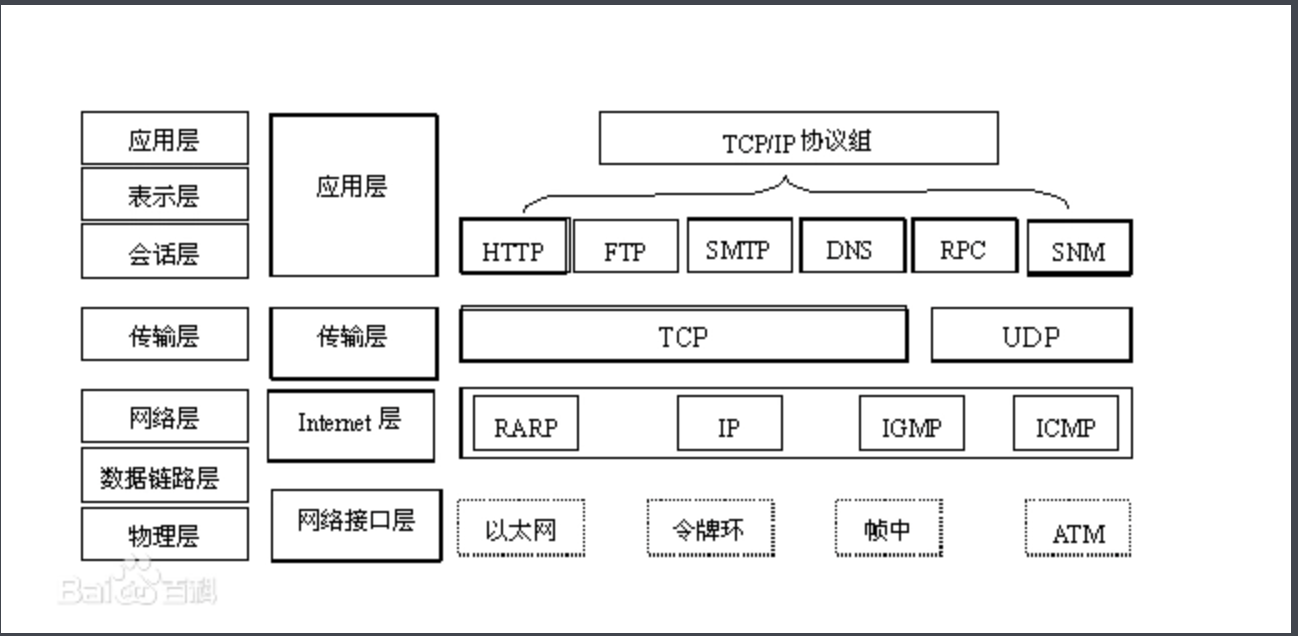 TCP/IP 协议组
应用层
表示层
会话层
应用层
HTTP FTP SMTP DNS RPC SNM
传输层 传输层 TCP UDP
网络层 Internet 层 RARP IP IGMP ICMP
数据链路层
物理层 网络接口层 以太网 令牌环 帧中 ATM
Baidu百科